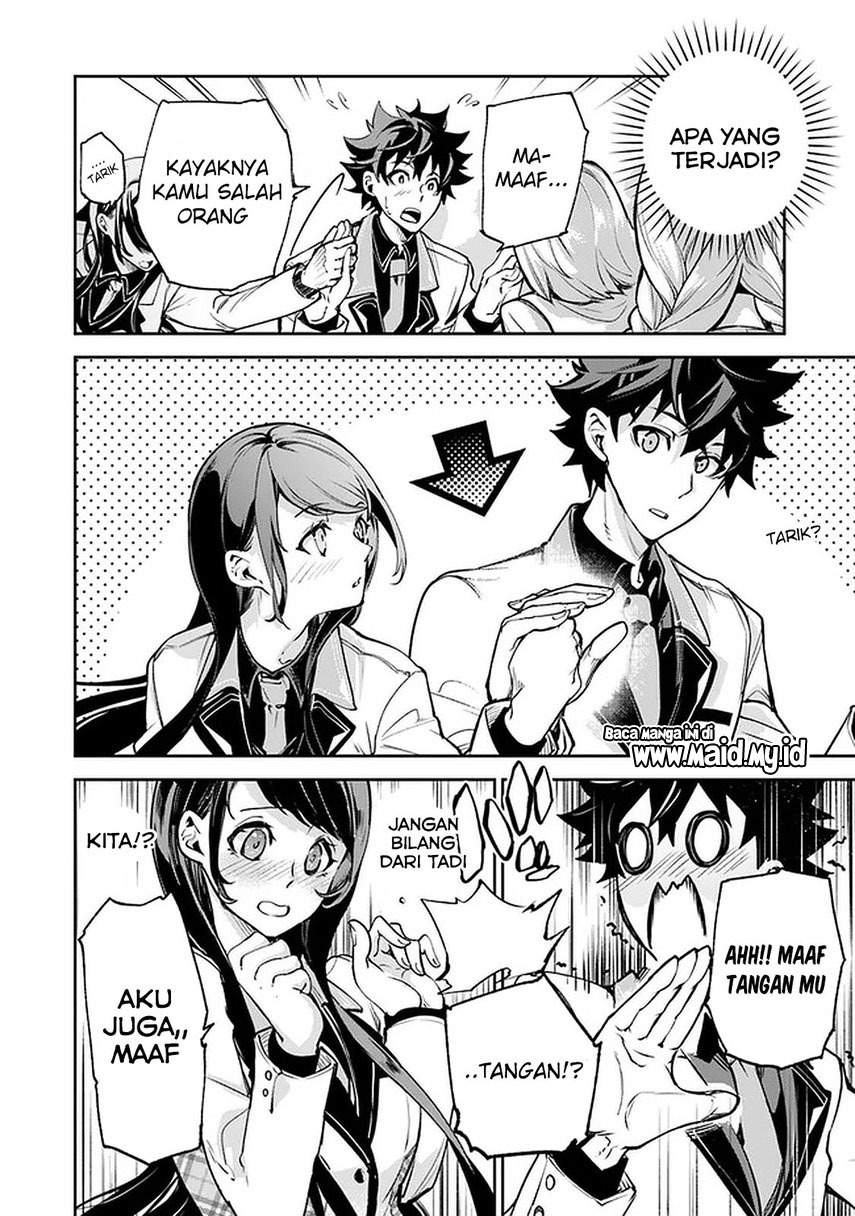 APA YANG
TERJADI?
MA-
MAAF...
KAYAKNYA
KAMU SALAH
ORANG
....
TARIK
TARIK?
Baca Manga ini di
www.Maid.My.id
AHH!! MAAF
TANGAN MU
..TANGAN!?
JANGAN
BILANG
DARI TADI
KITA!?
AKU
JUGA,,
MAAF